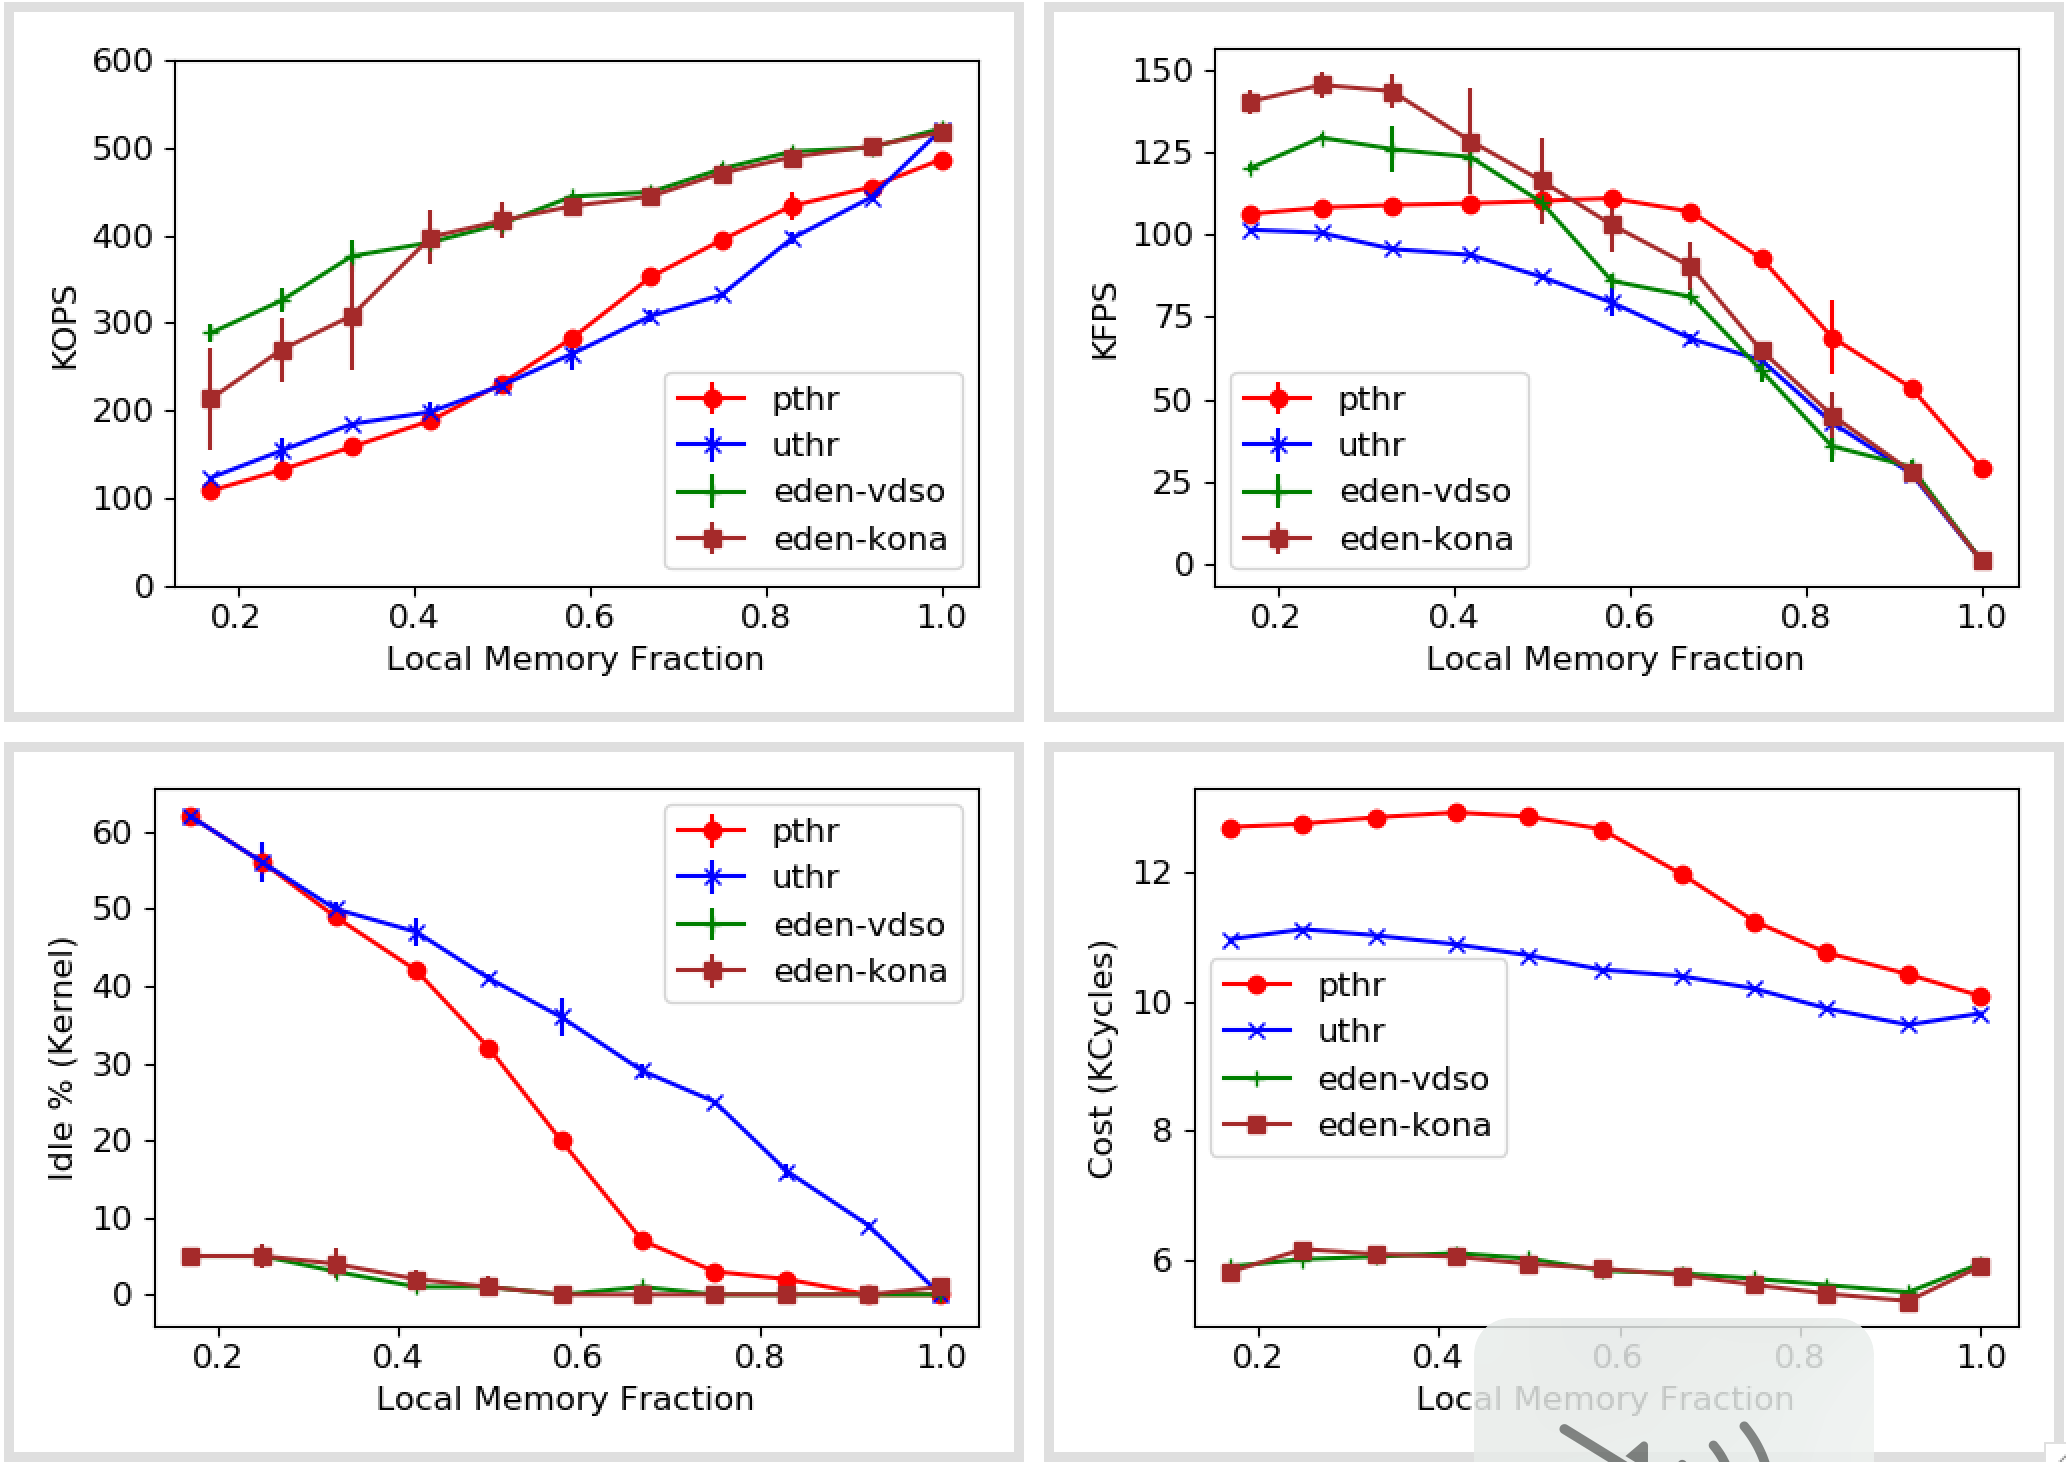 600
500
400
300
200
100
0
KOPS
0.2 0.4 0.6 0.8 1.0
Local Memory Fraction
pthr
uthr
eden-vdso
eden-kona
150
125
100
75
50
25
0
KFPS
0.2 0.4 0.6 0.8 1.0
Local Memory Fraction
pthr
uthr
eden-vdso
eden-kona
60
50
40
30
20
10
0
Idle % (Kernel)
0.2 0.4 0.6 0.8 1.0
Local Memory Fraction
pthr
uthr
eden-vdso
eden-kona
12
10
8
6
Cost (KCycles)
0.2 0.4 0.6 0.8 1.0
Local Memory Fraction
pthr
uthr
eden-vdso
eden-kona